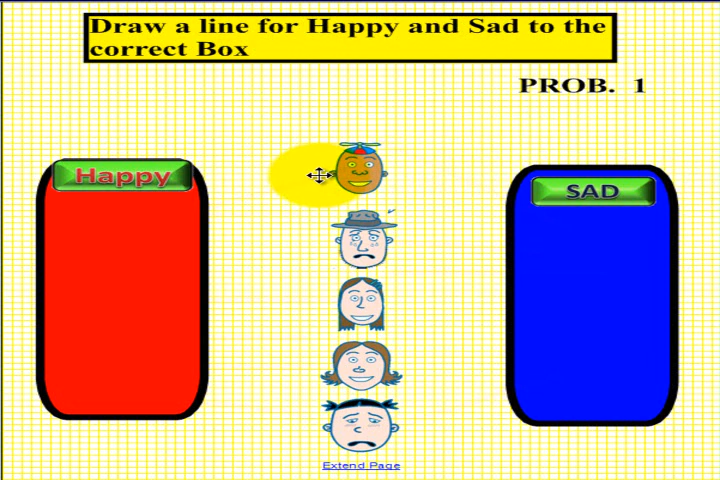 Draw a line for Happy and Sad to the
correct Box
PROB. 1
Happy
SAD
Extend Page